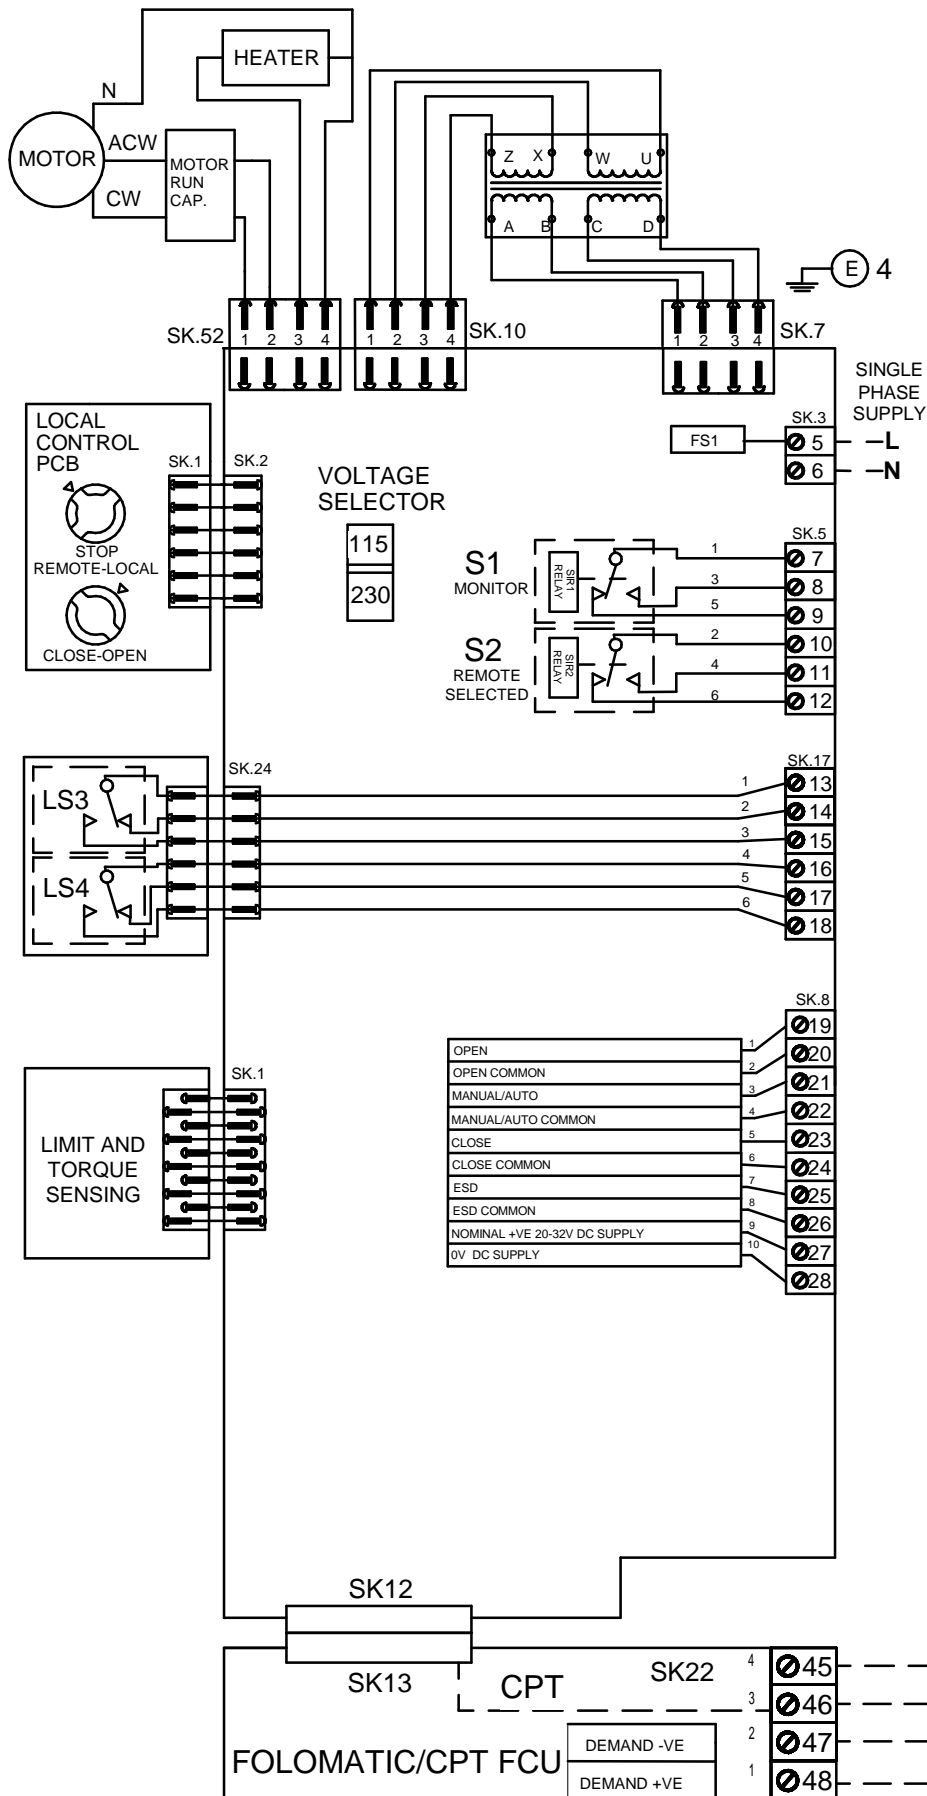 HEATER
N
MOTOR
ACW
CW
MOTOR
RUN
CAP.
Z X W U
A B C D
E 4
SK.52
1 2 3 4
1 2 3 4
SK.10
1 2 3 4
SK.7
SINGLE
PHASE
SUPPLY
LOCAL
CONTROL
PCB
SK.1
SK.2
STOP
REMOTE-LOCAL
CLOSE-OPEN
VOLTAGE
SELECTOR
115
230
SK.3
FS1
5
L
6
N
SK.5
S1
MONITOR
SIR1
RELAY
1
7
3
8
5
9
S2
REMOTE
SELECTED
SIR2
RELAY
2
10
4
11
6
12
LS3
LS4
SK.24
SK.17
1
13
2
14
3
15
4
16
5
17
6
18
LIMIT AND
TORQUE
SENSING
SK.1
SK.8
OPEN
1
19
OPEN COMMON
2
20
MANUAL/AUTO
3
21
MANUAL/AUTO COMMON
4
22
CLOSE
5
23
CLOSE COMMON
6
24
ESD
7
25
ESD COMMON
8
26
NOMINAL +VE 20-32V DC SUPPLY
9
27
0V DC SUPPLY
10
28
SK12
SK13
CPT
SK22
4
45
3
46
FOLOMATIC/CPT FCU
DEMAND -VE
2
47
DEMAND +VE
1
48